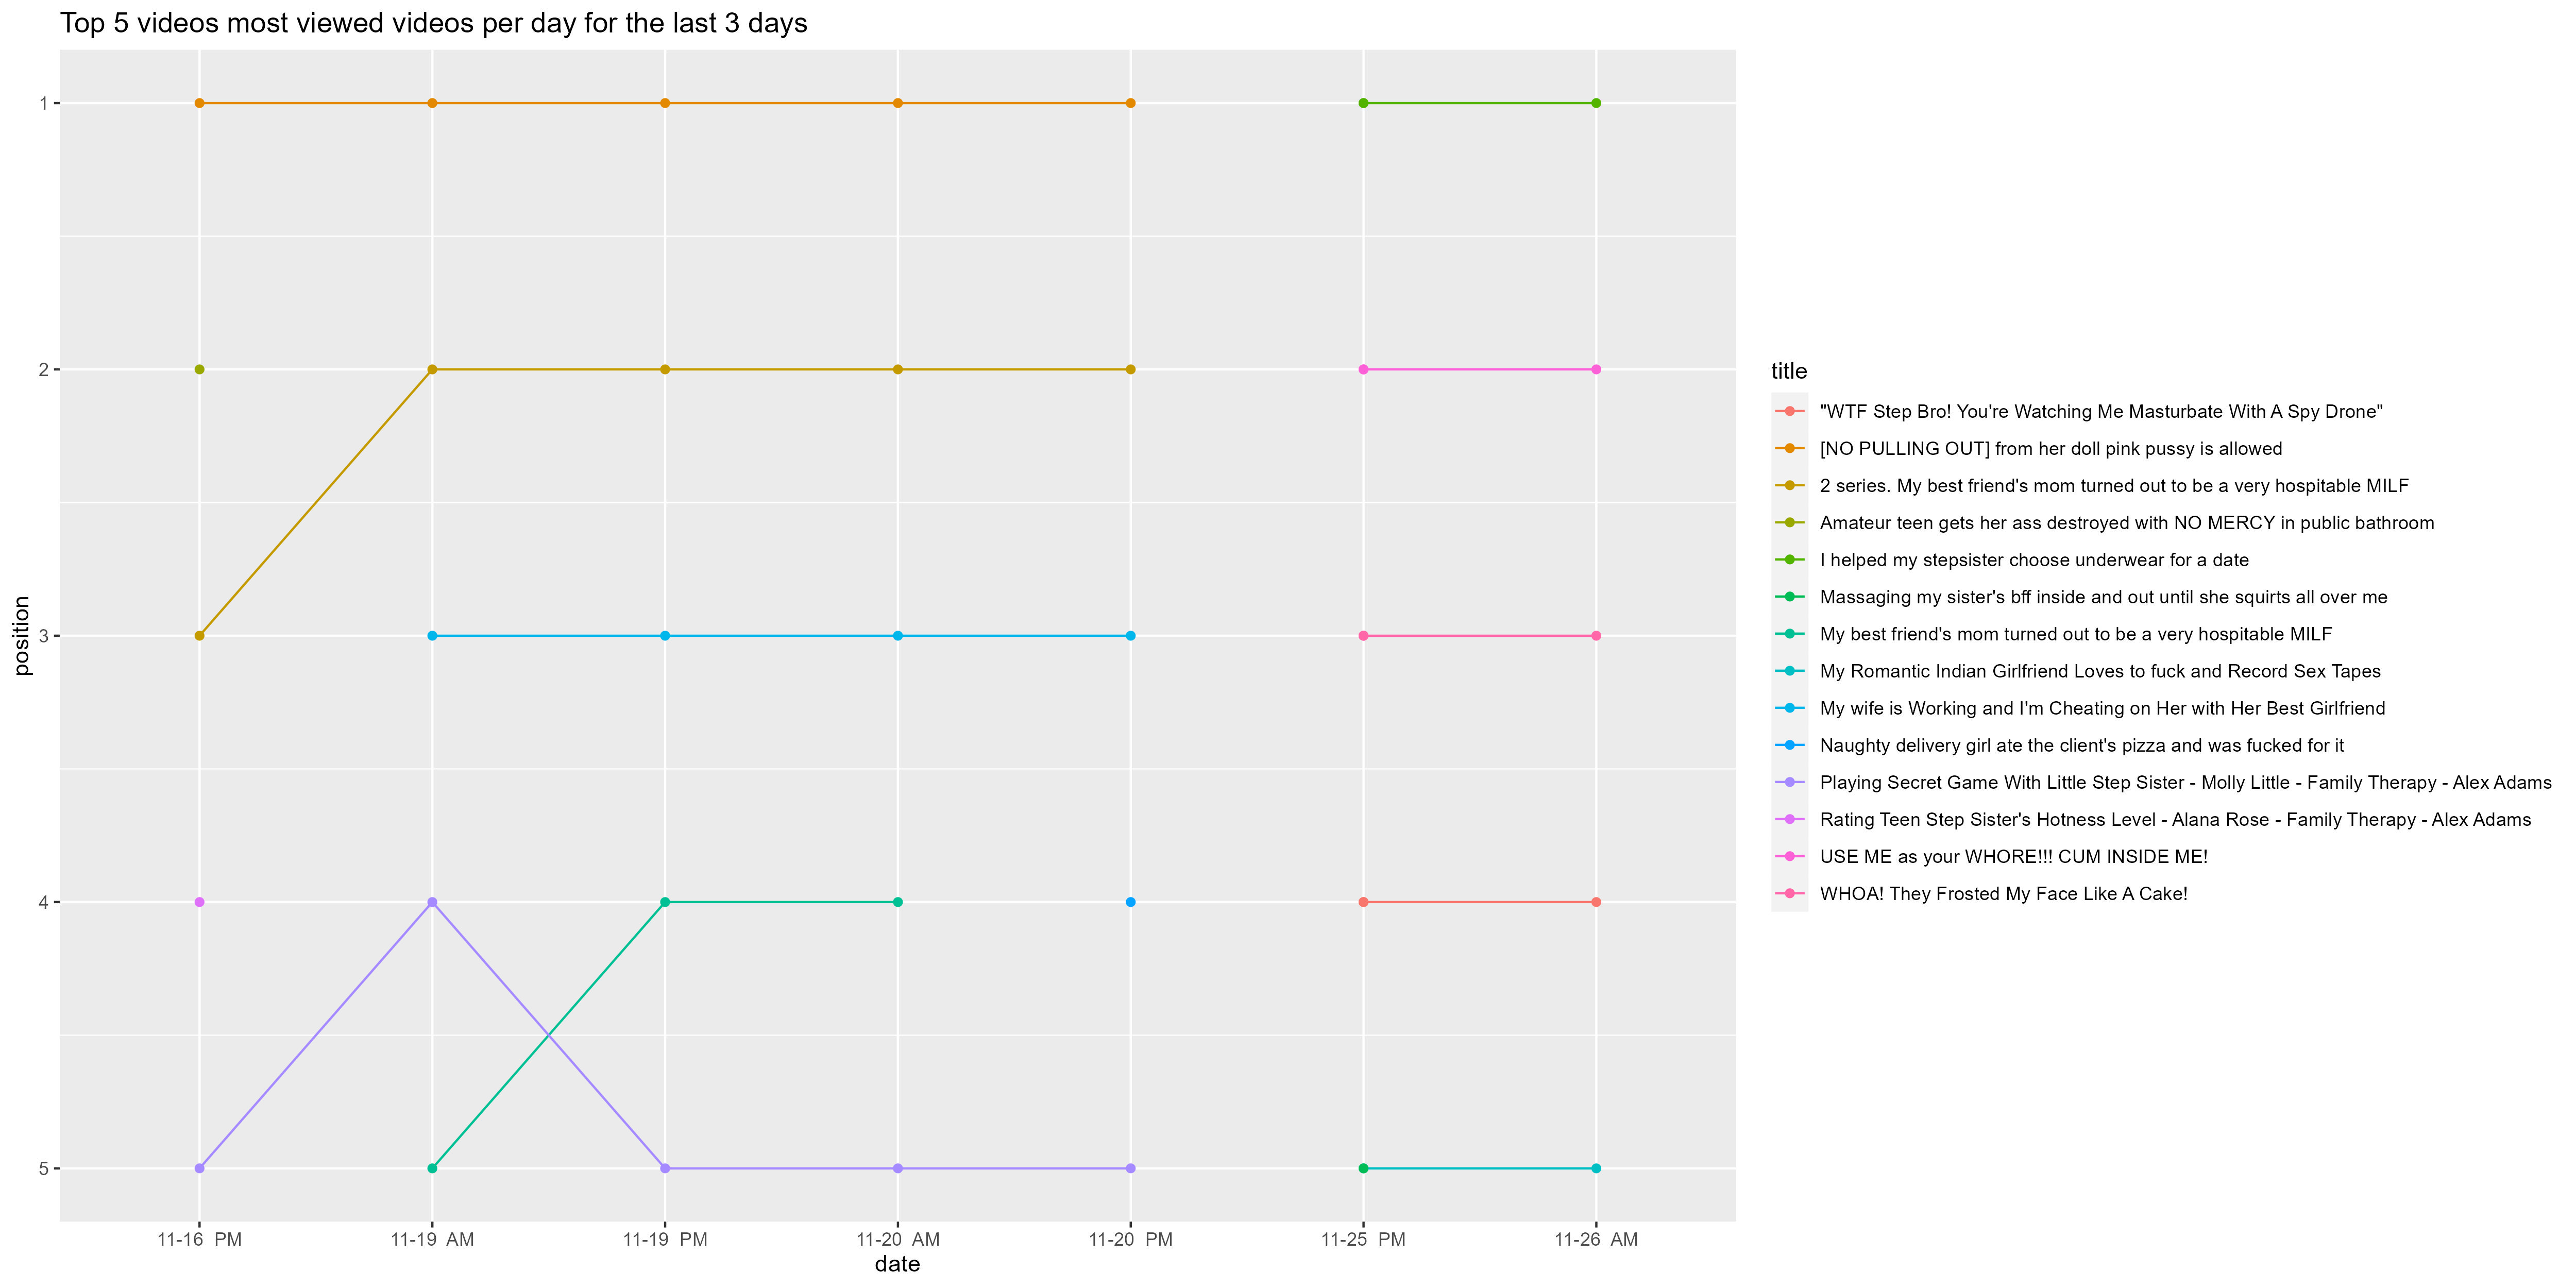 Top 5 videos most viewed videos per day for the last 3 days
position
1
2
3
4
5
11-16 PM
11-19 AM
11-19 PM
11-20 AM
11-20 PM
11-25 PM
11-26 AM
date
title
"WTF Step Bro! You're Watching Me Masturbate With A Spy Drone"
[NO PULLING OUT] from her doll pink pussy is allowed
2 series. My best friend's mom turned out to be a very hospitable MILF
Amateur teen gets her ass destroyed with NO MERCY in public bathroom
I helped my stepsister choose underwear for a date
Massaging my sister's bff inside and out until she squirts all over me
My best friend's mom turned out to be a very hospitable MILF
My Romantic Indian Girlfriend Loves to fuck and Record Sex Tapes
My wife is Working and I'm Cheating on Her with Her Best Girlfriend
Naughty delivery girl ate the client's pizza and was fucked for it
Playing Secret Game With Little Step Sister - Molly Little - Family Therapy - Alex Adams
Rating Teen Step Sister's Hotness Level - Alana Rose - Family Therapy - Alex Adams
USE ME as your WHORE!!! CUM INSIDE ME!
WHOA! They Frosted My Face Like A Cake!